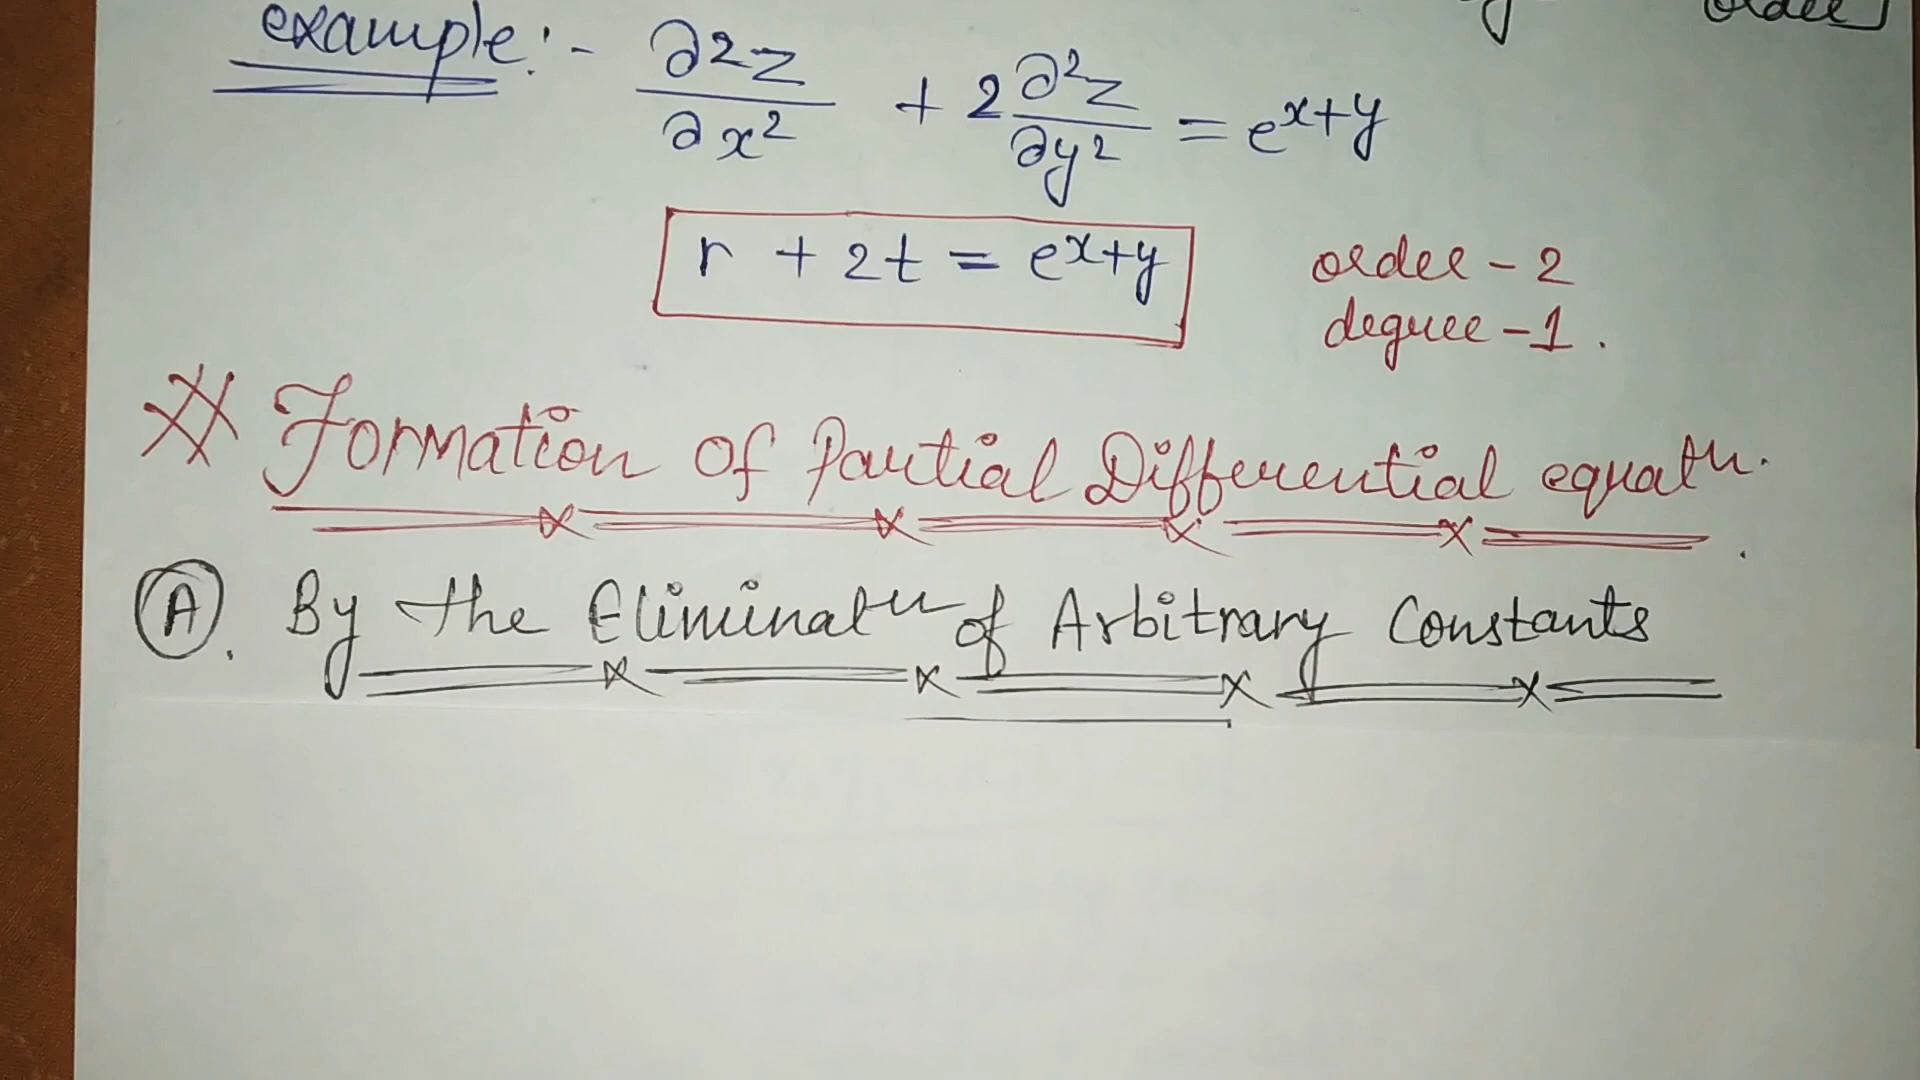 order
example:- ∂2z/∂x2 + 2 ∂2z/∂y2 = e^x+y
r + 2t = e^x+y
order - 2
degree - 1.
Formation of Partial Differential equatn.
(A). By the Eliminatn of Arbitrary Constants